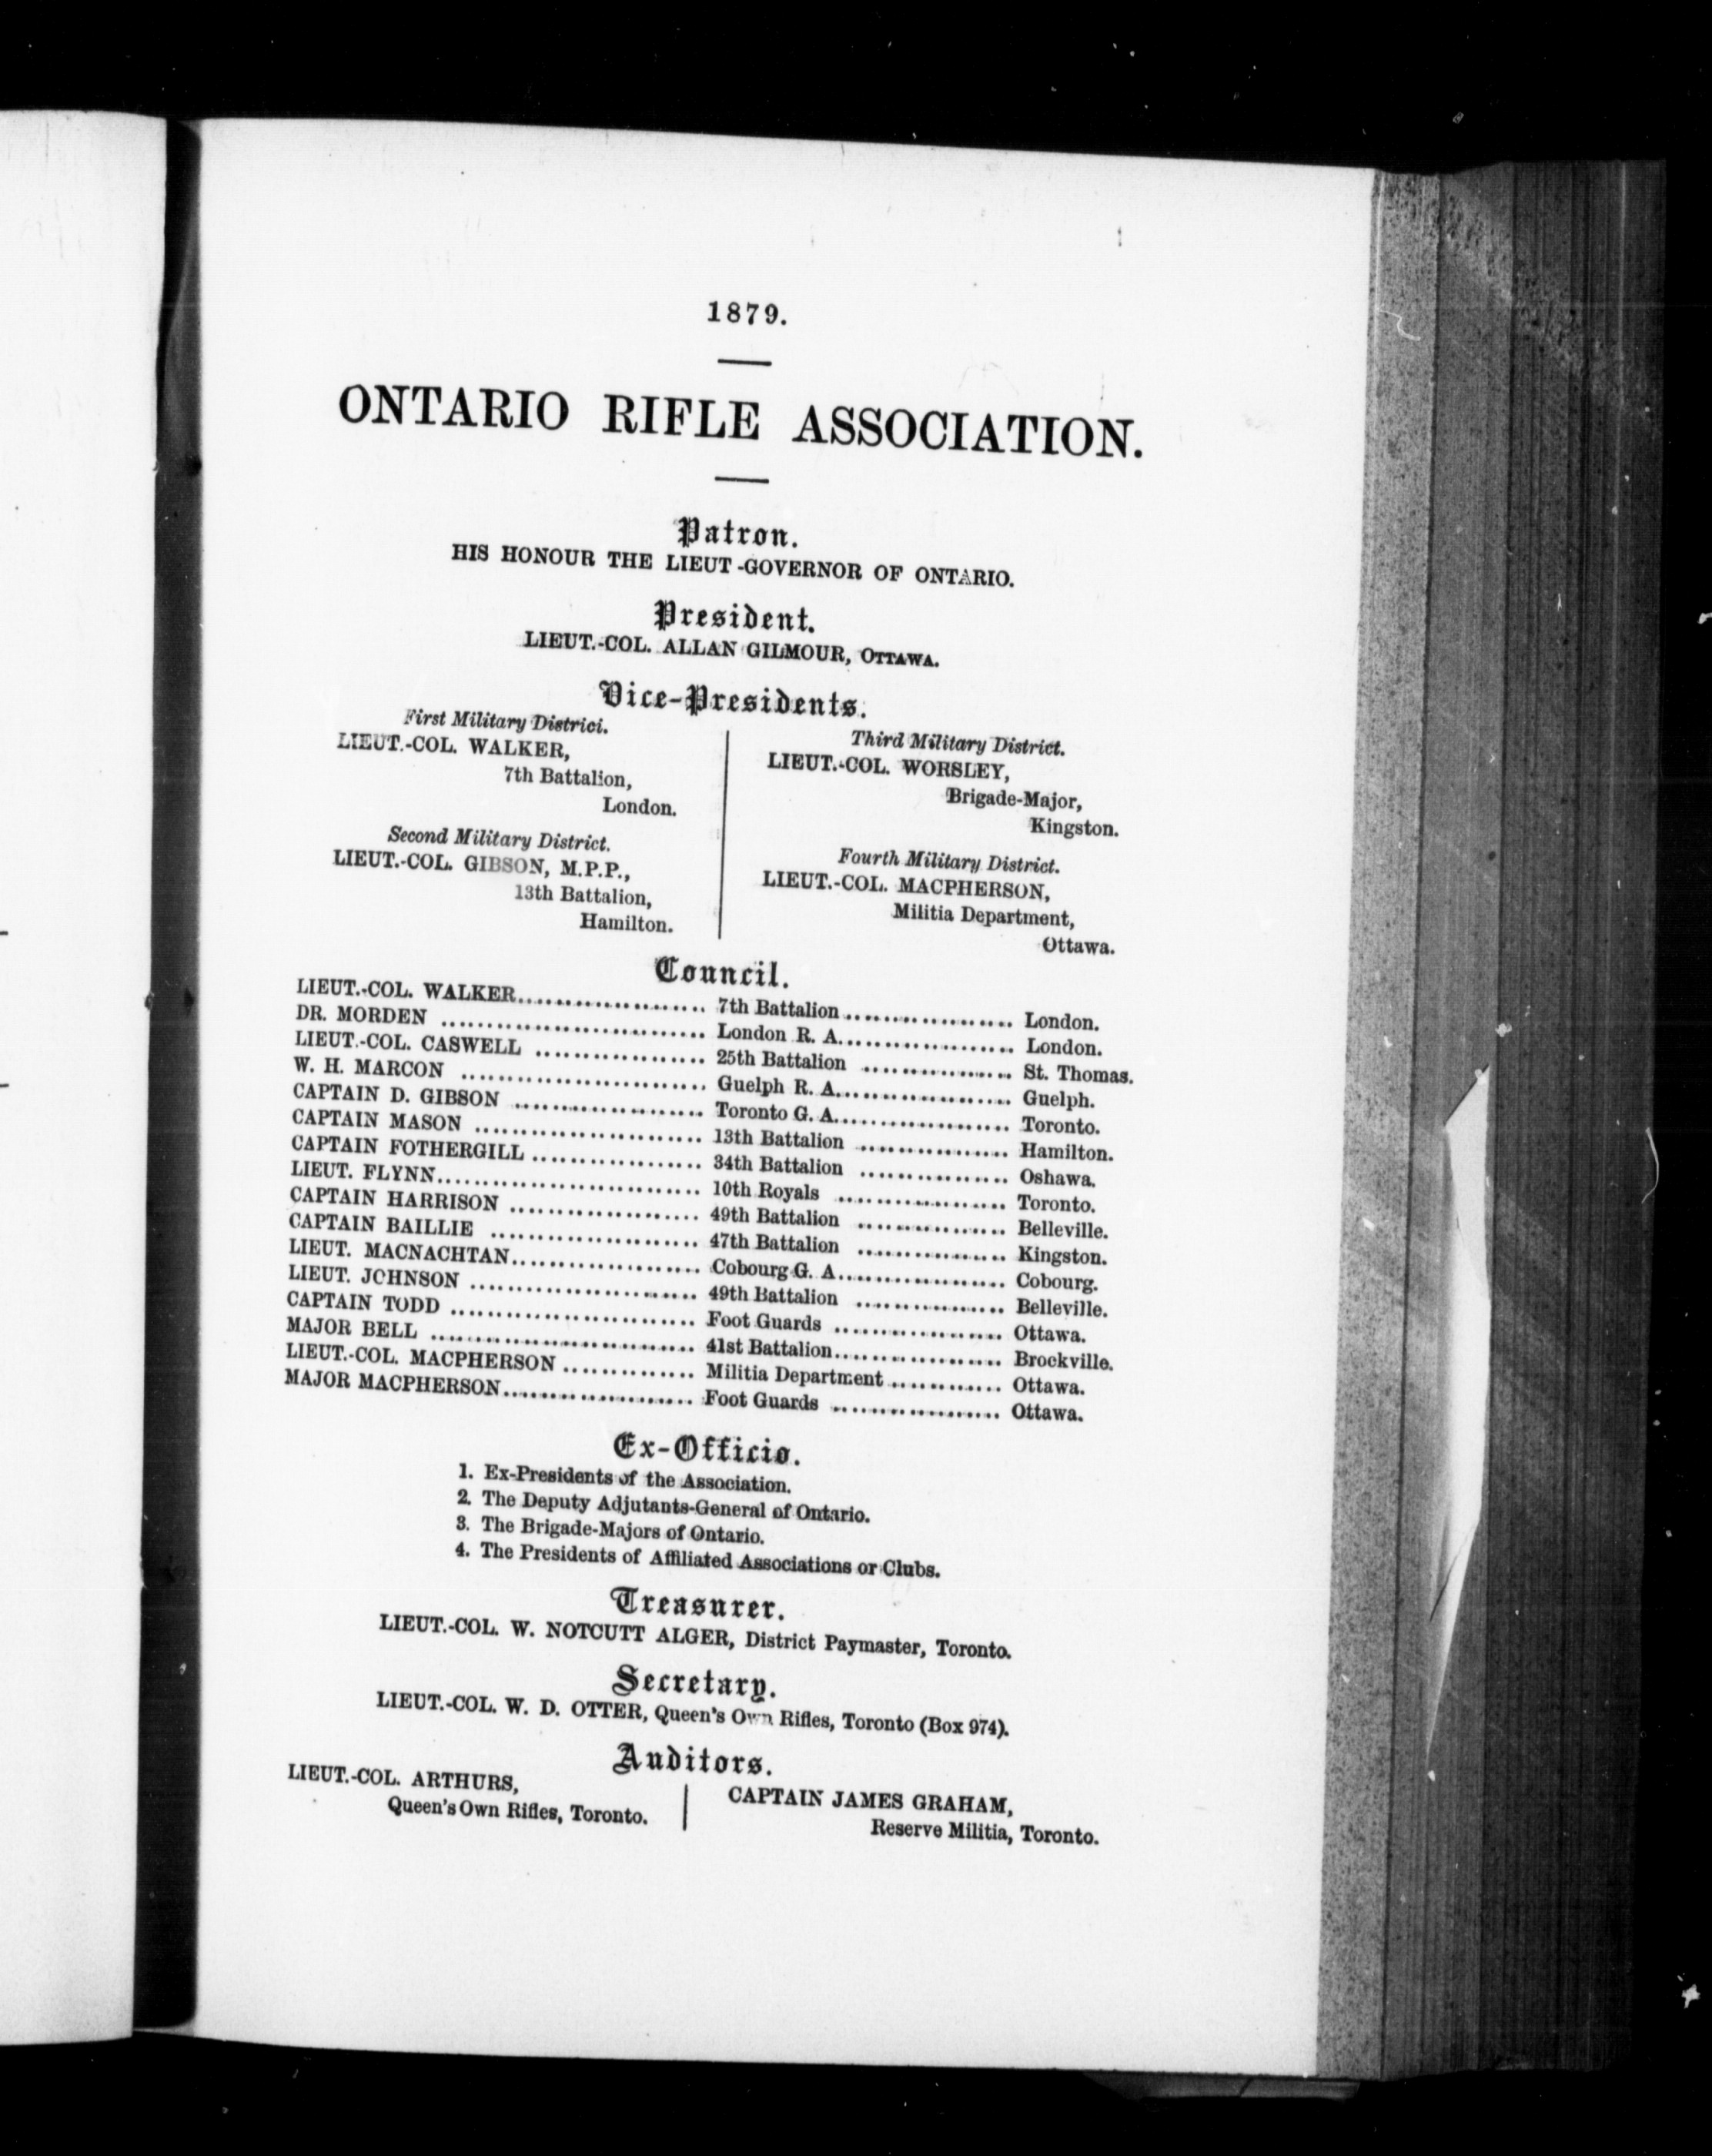 1879.
ONTARIO RIFLE ASSOCIATION.
Patron.
HIS HONOUR THE LIEUT-GOVERNOR OF ONTARIO.
President.
LIEUT.-COL. ALLAN GILMOUR, OTTAWA.
Vice-Presidents.
First Military District.
LIEUT.-COL. WALKER,
7th Battalion,
London.
Second Military District.
LIEUT.-COL. GIBSON, M.P.P.,
13th Battalion,
Hamilton.
Third Military District.
LIEUT.-COL. WORSLEY,
Brigade-Major,
Kingston.
Fourth Military District.
LIEUT.-COL. MACPHERSON,
Militia Department,
Ottawa.
Council.
LIEUT.-COL. WALKER.................... 7th Battalion.................. London.
DR. MORDEN ............................ London R. A................... London.
LIEUT.-COL. CASWELL .................. 25th Battalion ................ St. Thomas.
W. H. MARCON .......................... Guelph R. A................... Guelph.
CAPTAIN D. GIBSON .................... Toronto G. A................... Toronto.
CAPTAIN MASON ........................ 13th Battalion ................ Hamilton.
CAPTAIN FOTHERGILL .................. 34th Battalion ................ Oshawa.
LIEUT. FLYNN............................ 10th Royals .................. Toronto.
CAPTAIN HARRISON .................... 49th Battalion ................ Belleville.
CAPTAIN BAILLIE ...................... 47th Battalion ................ Kingston.
LIEUT. MACNACHTAN.................... Cobourg G. A.................. Cobourg.
LIEUT. JOHNSON ........................ 49th Battalion ................ Belleville.
CAPTAIN TODD .......................... Foot Guards .................. Ottawa.
MAJOR BELL ............................ 41st Battalion.................. Brockville.
LIEUT.-COL. MACPHERSON .............. Militia Department ............ Ottawa.
MAJOR MACPHERSON.................... Foot Guards .................. Ottawa.
Ex-Officio.
1. Ex-Presidents of the Association.
2. The Deputy Adjutants-General of Ontario.
3. The Brigade-Majors of Ontario.
4. The Presidents of Affiliated Associations or Clubs.
Treasurer.
LIEUT.-COL. W. NOTCUTT ALGER, District Paymaster, Toronto.
Secretary.
LIEUT.-COL. W. D. OTTER, Queen's Own Rifles, Toronto (Box 974).
Auditors.
LIEUT.-COL. ARTHURS,
Queen's Own Rifles, Toronto.
CAPTAIN JAMES GRAHAM,
Reserve Militia, Toronto.